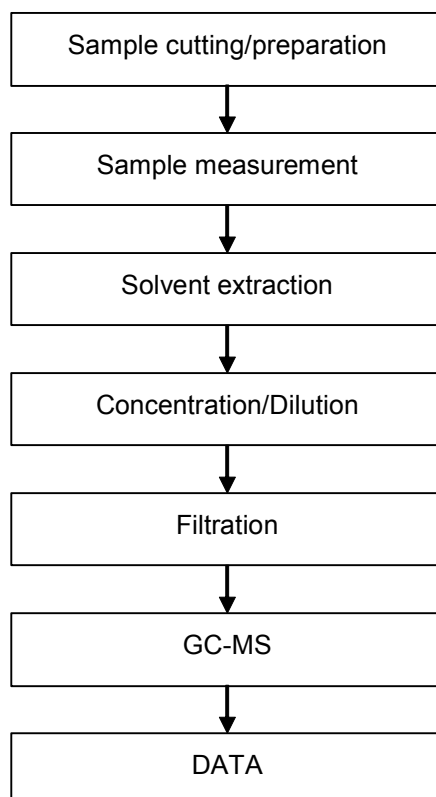 Sample cutting/preparation
Sample measurement
Solvent extraction
Concentration/Dilution
Filtration
GC-MS
DATA